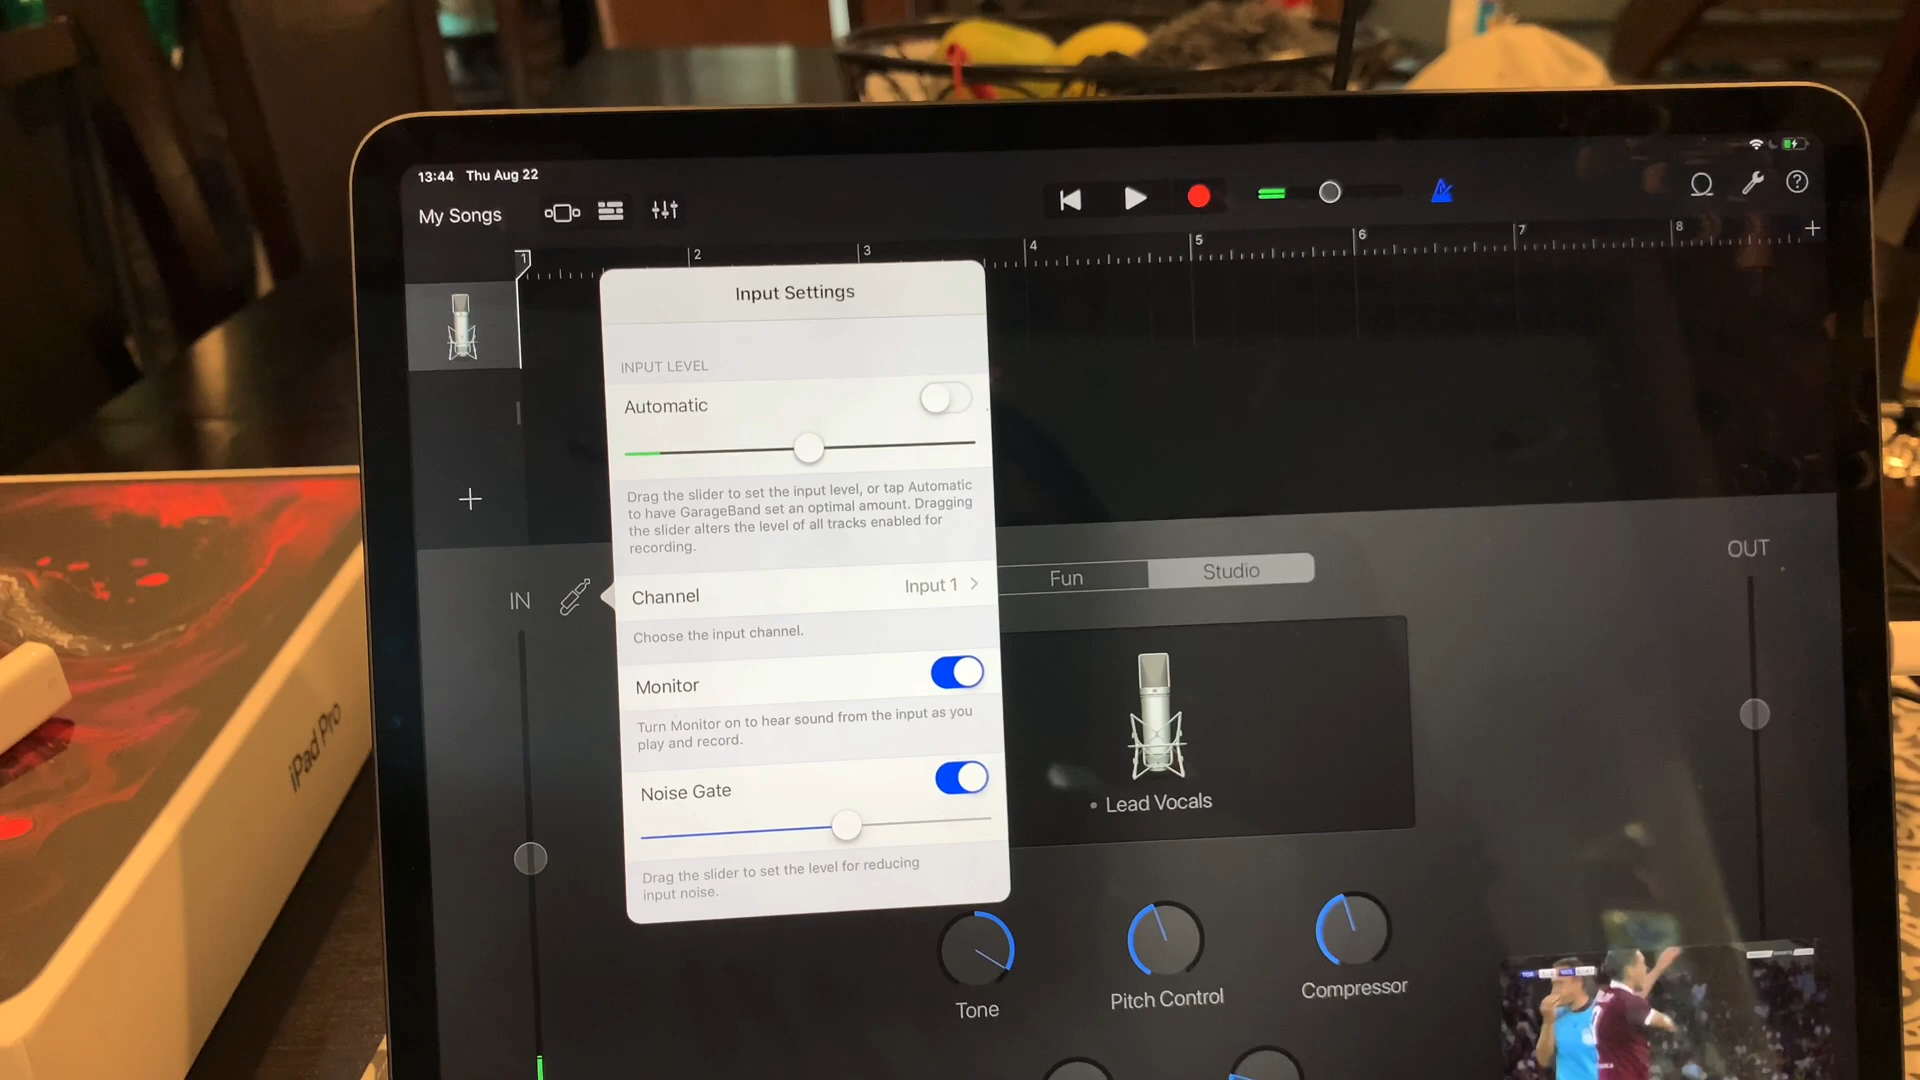 13:44 Thu Aug 22
My Songs
1 2 3 4 5 6 7 8
Input Settings
INPUT LEVEL
Automatic
Drag the slider to set the input level, or tap Automatic
to have GarageBand set an optimal amount. Dragging
the slider alters the level of all tracks enabled for
recording.
IN
Channel Input 1
Choose the input channel.
Monitor
Turn Monitor on to hear sound from the input as you
play and record.
Noise Gate
Drag the slider to set the level for reducing
input noise.
Fun Studio
OUT
Lead Vocals
Tone
Pitch Control
Compressor
iPad Pro